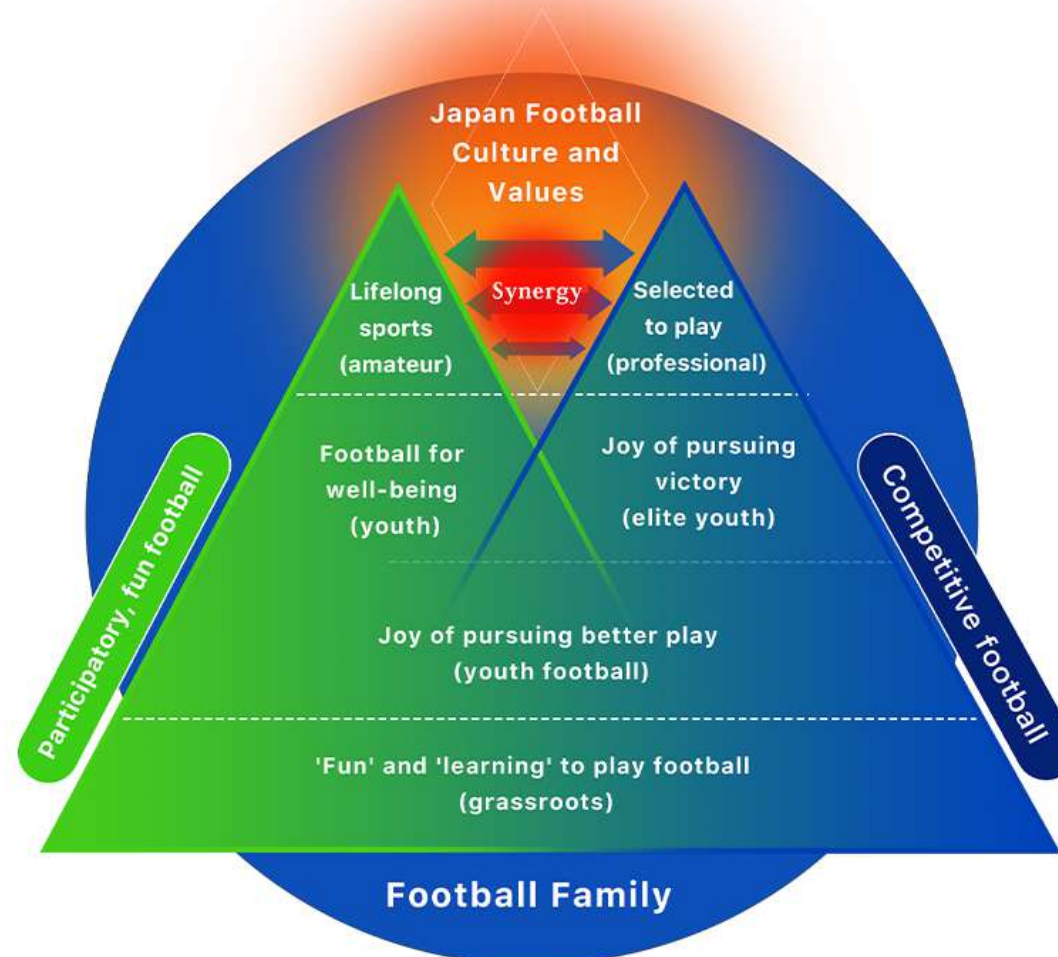 Japan Football
Culture and
Values
Synergy
Lifelong
sports
(amateur)
Selected
to play
(professional)
Football for
well-being
(youth)
Joy of pursuing
victory
(elite youth)
Participatory, fun football
Competitive football
Joy of pursuing better play
(youth football)
'Fun' and 'learning' to play football
(grassroots)
Football Family